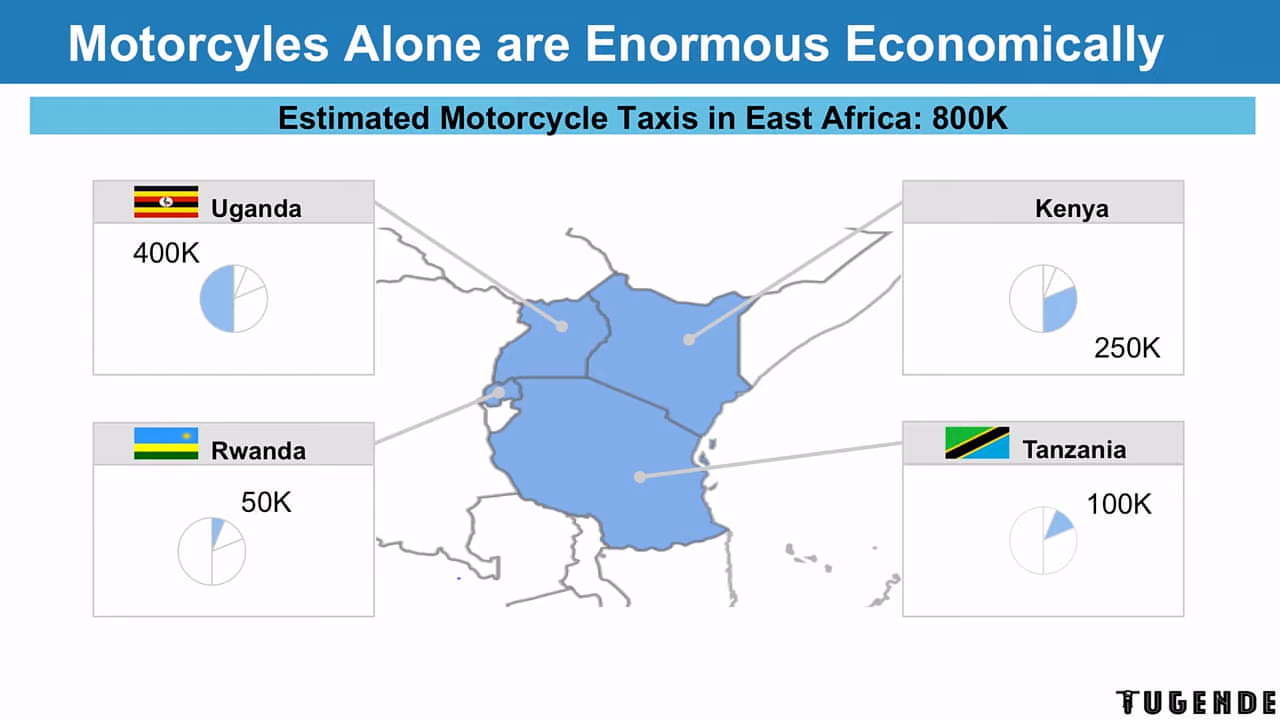 Motorcyles Alone are Enormous Economically
Estimated Motorcycle Taxis in East Africa: 800K
Uganda
400K
Kenya
250K
Rwanda
50K
Tanzania
100K
TUGENDE